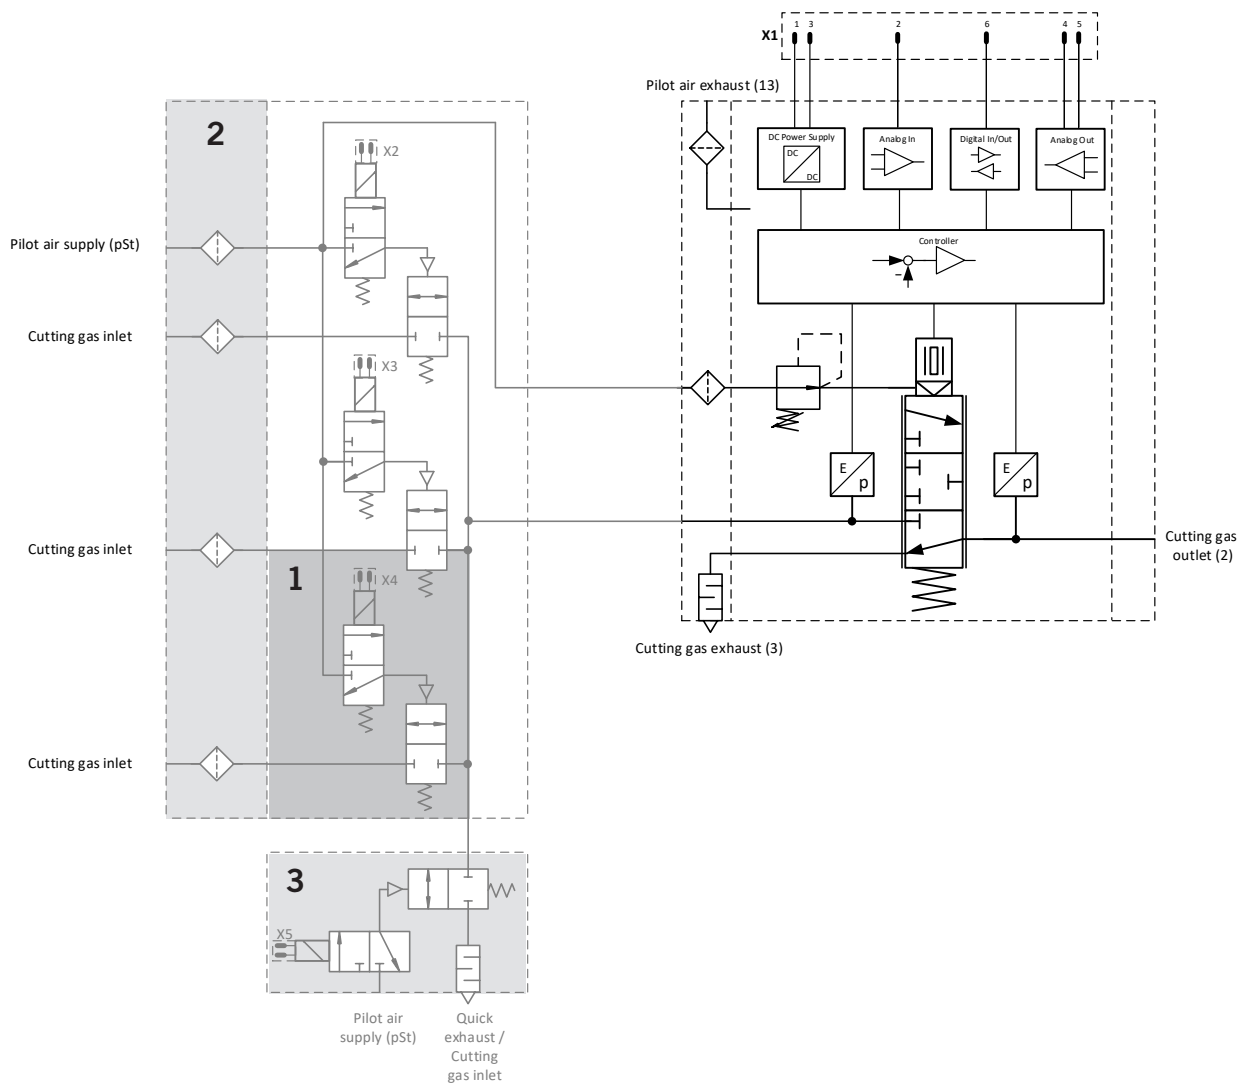 1 3 2 6 4 5
X1
Pilot air exhaust (13)
2
X2
DC Power Supply
DC
DC
Analog In
Digital In/Out
Analog Out
Pilot air supply (pSt)
Controller
Cutting gas inlet
X3
E
p
E
p
Cutting gas inlet
Cutting gas
outlet (2)
1
X4
Cutting gas exhaust (3)
Cutting gas inlet
3
X5
Pilot air
supply (pSt)
Quick
exhaust /
Cutting
gas inlet